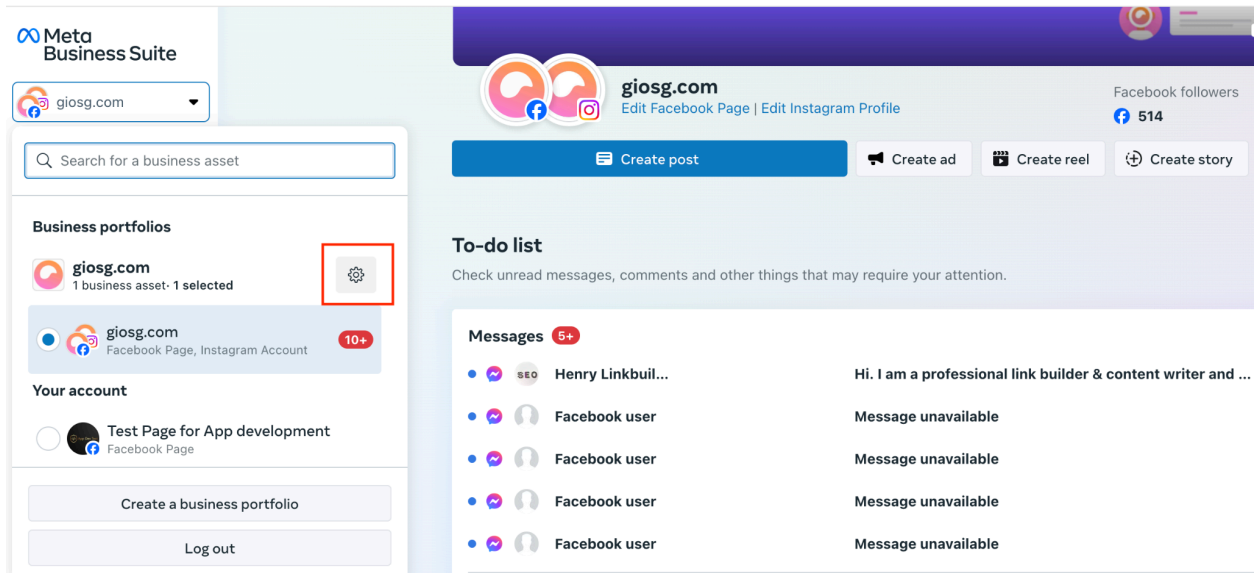 Meta
Business Suite
giosg.com
Search for a business asset
Business portfolios
giosg.com
1 business asset· 1 selected
giosg.com
Facebook Page, Instagram Account
10+
Your account
Test Page for App development
Facebook Page
Create a business portfolio
Log out
giosg.com
Edit Facebook Page | Edit Instagram Profile
Facebook followers
514
Create post
Create ad
Create reel
Create story
To-do list
Check unread messages, comments and other things that may require your attention.
Messages 5+
SEO Henry Linkbuil... Hi. I am a professional link builder & content writer and ...
Facebook user Message unavailable
Facebook user Message unavailable
Facebook user Message unavailable
Facebook user Message unavailable